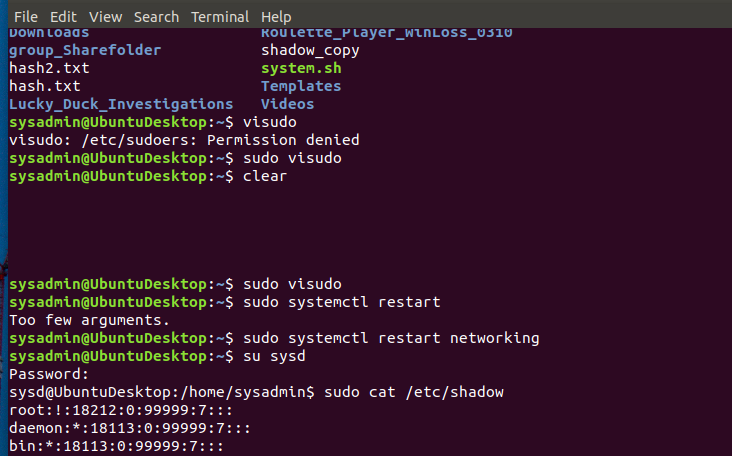 File Edit View Search Terminal Help
Downloads Roulette_Player_WinLoss_0310
group_Sharefolder shadow_copy
hash2.txt system.sh
hash.txt Templates
Lucky_Duck_Investigations Videos
sysadmin@UbuntuDesktop:~$ visudo
visudo: /etc/sudoers: Permission denied
sysadmin@UbuntuDesktop:~$ sudo visudo
sysadmin@UbuntuDesktop:~$ clear
sysadmin@UbuntuDesktop:~$ sudo visudo
sysadmin@UbuntuDesktop:~$ sudo systemctl restart
Too few arguments.
sysadmin@UbuntuDesktop:~$ sudo systemctl restart networking
sysadmin@UbuntuDesktop:~$ su sysd
Password:
sysd@UbuntuDesktop:/home/sysadmin$ sudo cat /etc/shadow
root:!:18212:0:99999:7:::
daemon:*:18113:0:99999:7:::
bin:*:18113:0:99999:7:::